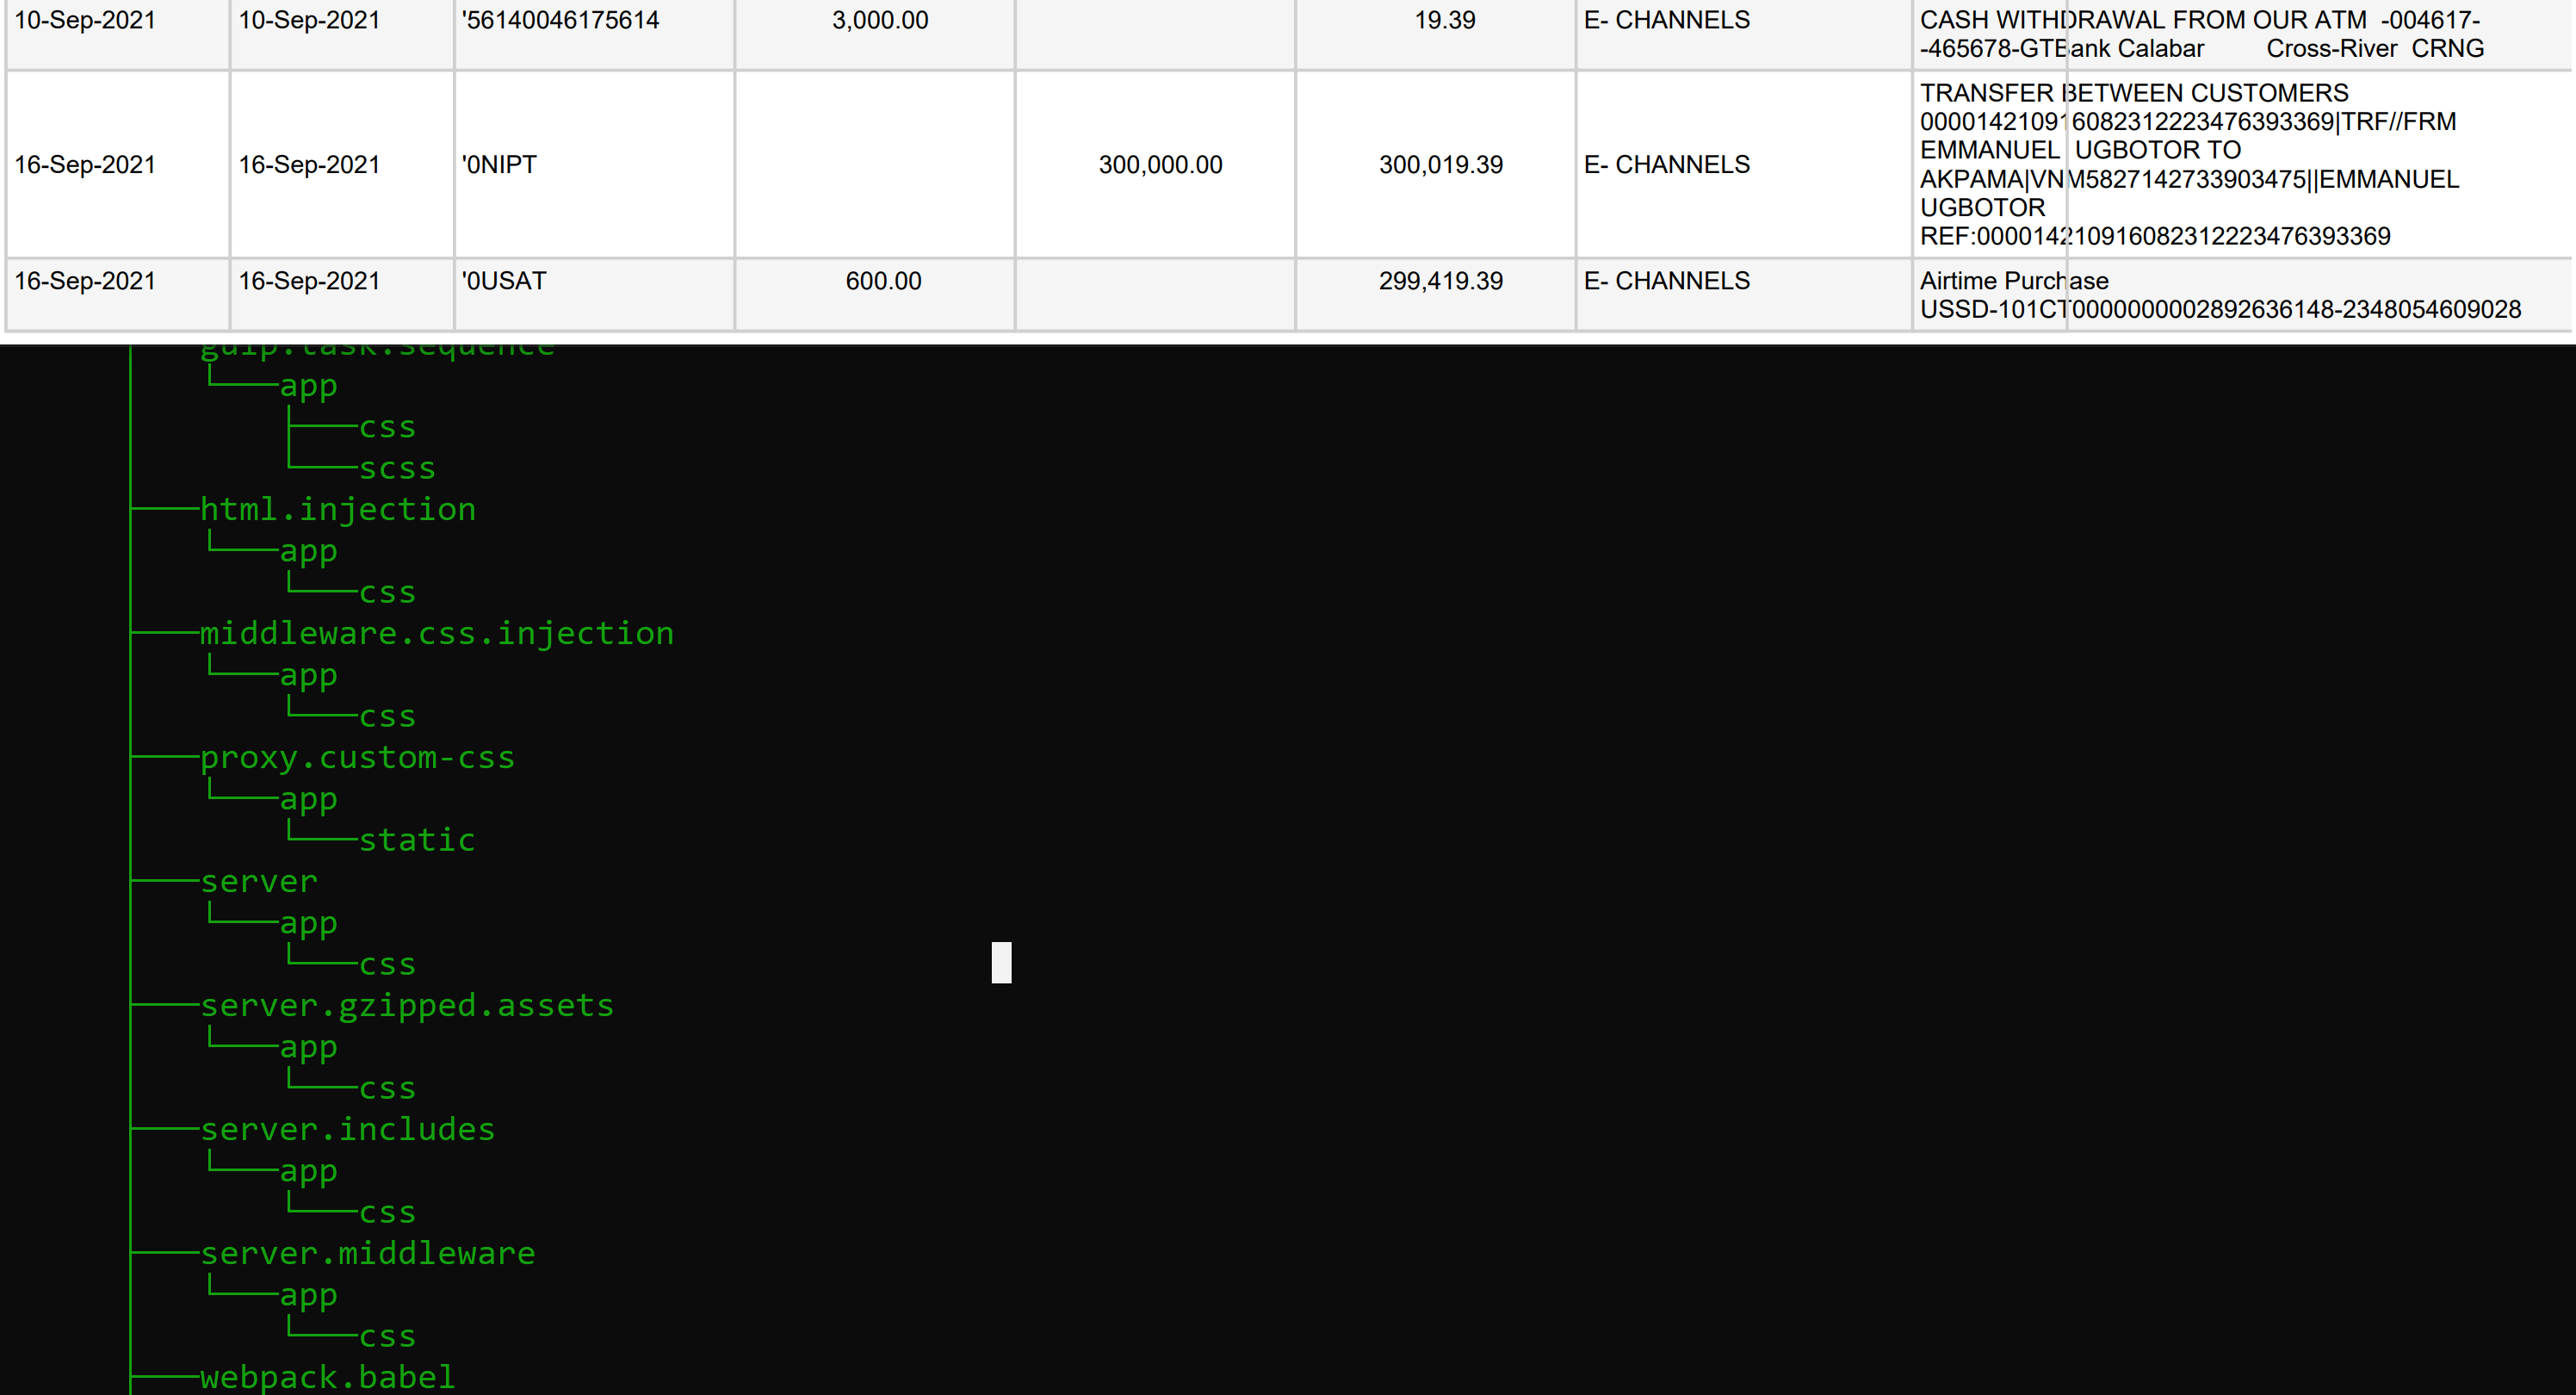 10-Sep-2021 10-Sep-2021 '56140046175614 3,000.00 19.39 E- CHANNELS CASH WITHDRAWAL FROM OUR ATM -004617-
-465678-GTBank Calabar Cross-River CRNG
TRANSFER BETWEEN CUSTOMERS
000014210916082312223476393369|TRF//FRM
EMMANUEL UGBOTOR TO
16-Sep-2021 16-Sep-2021 '0NIPT 300,000.00 300,019.39 E- CHANNELS
AKPAMA|VNM5827142733903475||EMMANUEL
UGBOTOR
REF:000014210916082312223476393369
16-Sep-2021 16-Sep-2021 '0USAT 600.00 299,419.39 E- CHANNELS Airtime Purchase
USSD-101CT0000000002892636148-2348054609028
gulp.task.sequence
app
css
scss
html.injection
app
css
middleware.css.injection
app
css
proxy.custom-css
app
static
server
app
css
server.gzipped.assets
app
css
server.includes
app
css
server.middleware
app
css
webpack.babel